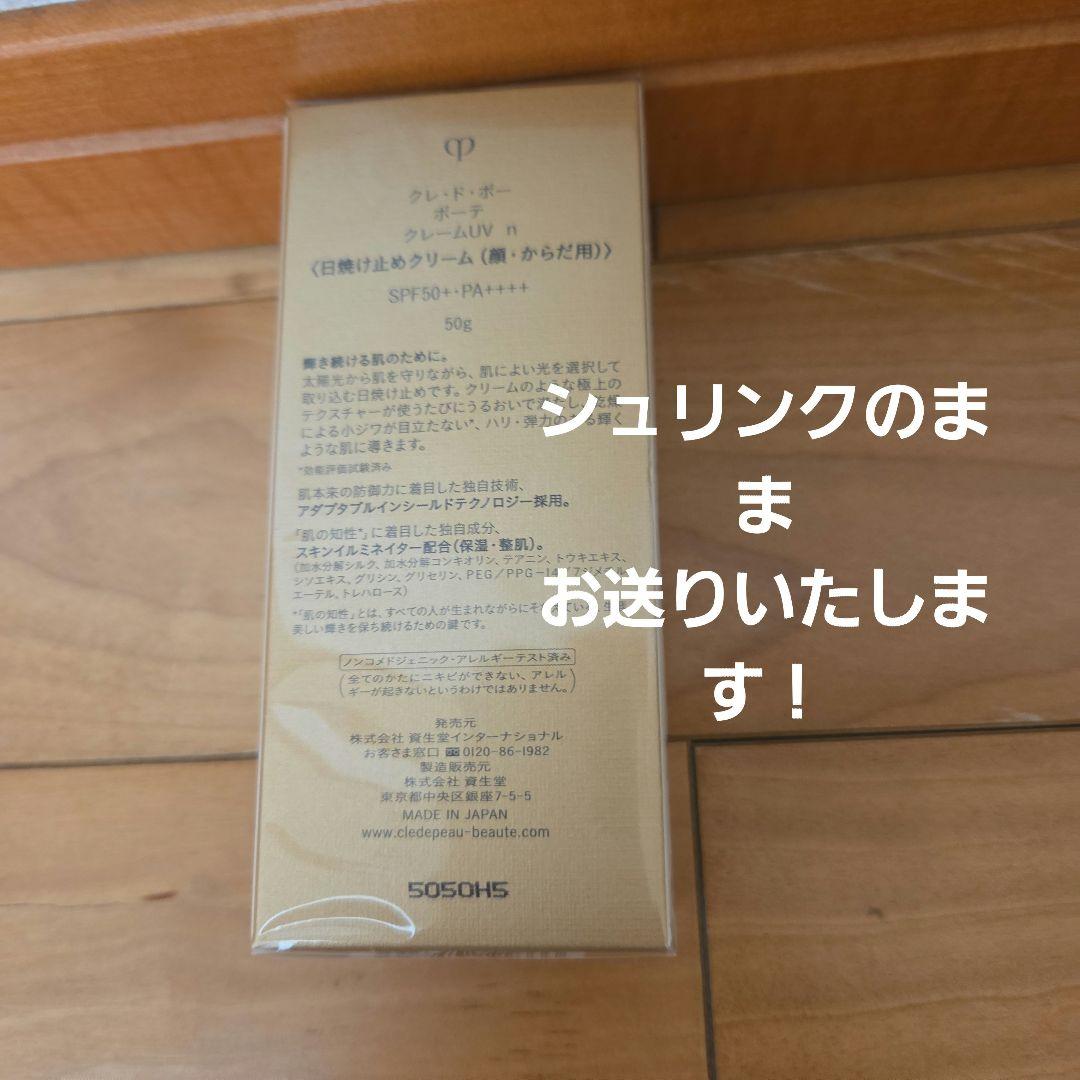 クレ・ド・ポー
ボーテ
クレームUV n
〈日焼け止めクリーム（顔・からだ用）〉
SPF50+・PA++++
50g
輝き続ける肌のために。
太陽光から肌を守りながら、肌によい光を選択して
取り込む日焼け止めです。クリームのような極上の
テクスチャーが使うたびにうるおいで満たし、乾燥
による小ジワが目立たない*、ハリ・弾力のある輝く
ような肌に導きます。
*効能評価試験済み
肌本来の防御力に着目した独自技術、
アダプタブルインシールドテクノロジー採用。
「肌の知性*」に着目した独自成分、
スキンイルミネイター配合（保湿・整肌）。
（加水分解シルク、加水分解コンキオリン、テアニン、トウキエキス、
シソエキス、グリシン、グリセリン、PEG／PPG-14／7ジメチル
エーテル、トレハロース）
*「肌の知性」とは、すべての人が生まれながらにそ
美しい輝きを保ち続けるための鍵です。
ノンコメドジェニック・アレルギーテスト済み
（全てのかたにニキビができない、アレル
ギーが起きないというわけではありません。）
発売元
株式会社 資生堂インターナショナル
お客さま窓口 ☎0120-86-1982
製造販売元
株式会社 資生堂
東京都中央区銀座7-5-5
MADE IN JAPAN
www.cledepeau-beaute.com
5050H5
シュリンクのま
ま
お送りいたしま
す！